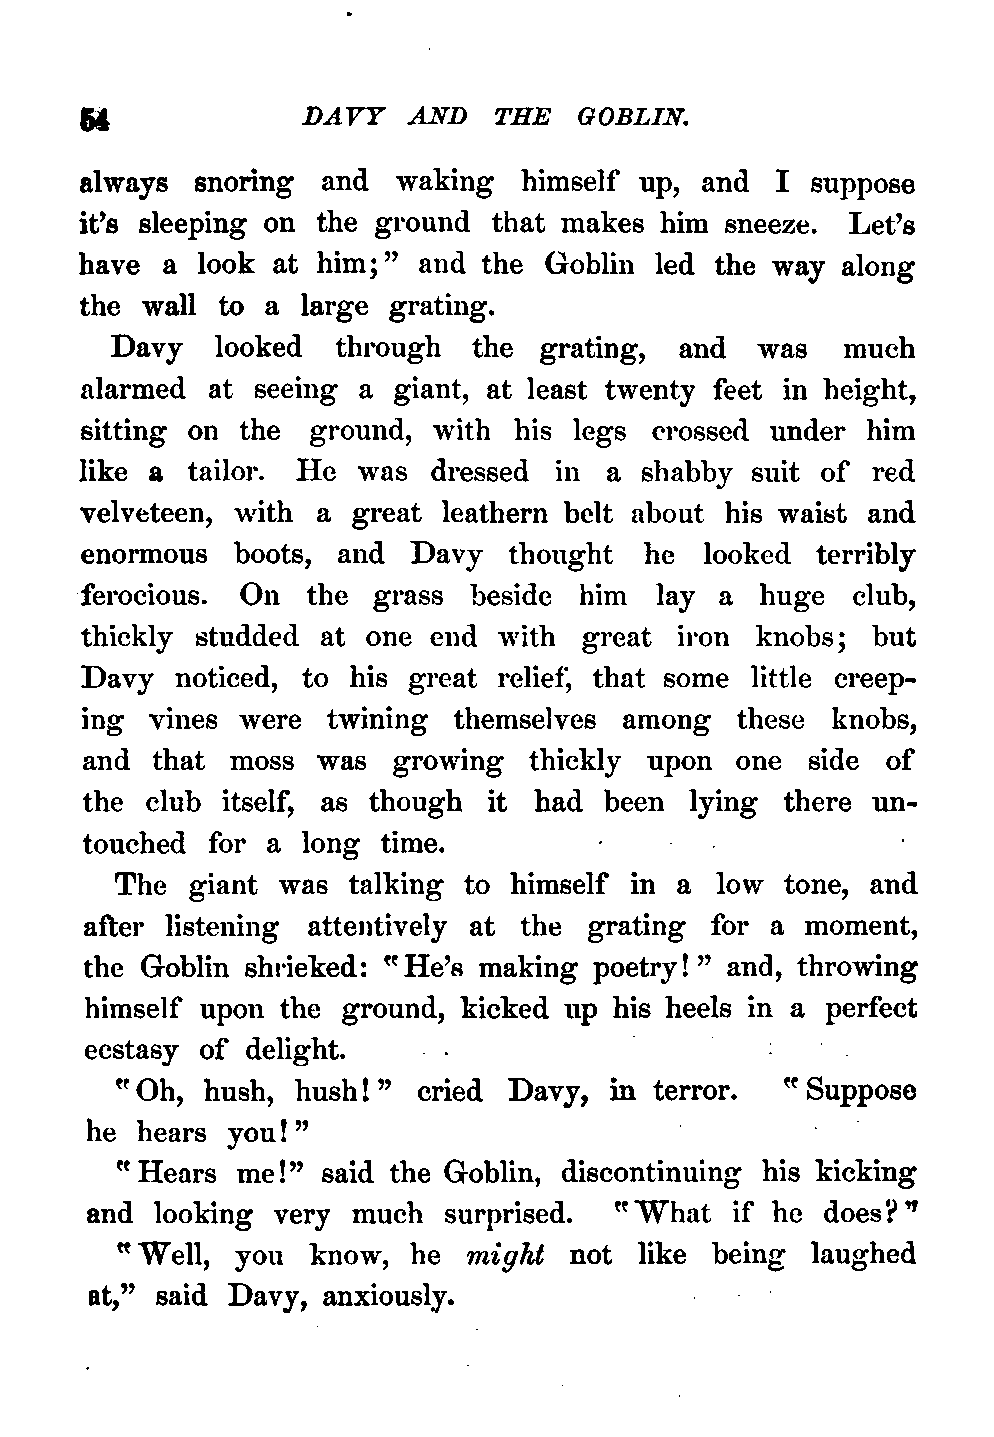 54 DAVY AND THE GOBLIN.
always snoring and waking himself up, and I suppose
it's sleeping on the ground that makes him sneeze. Let's
have a look at him;" and the Goblin led the way along
the wall to a large grating.
Davy looked through the grating, and was much
alarmed at seeing a giant, at least twenty feet in height,
sitting on the ground, with his legs crossed under him
like a tailor. He was dressed in a shabby suit of red
velveteen, with a great leathern belt about his waist and
enormous boots, and Davy thought he looked terribly
ferocious. On the grass beside him lay a huge club,
thickly studded at one end with great iron knobs; but
Davy noticed, to his great relief, that some little creep-
ing vines were twining themselves among these knobs,
and that moss was growing thickly upon one side of
the club itself, as though it had been lying there un-
touched for a long time.
The giant was talking to himself in a low tone, and
after listening attentively at the grating for a moment,
the Goblin shrieked: "He's making poetry!" and, throwing
himself upon the ground, kicked up his heels in a perfect
ecstasy of delight.
"Oh, hush, hush!" cried Davy, in terror. "Suppose
he hears you!"
"Hears me!" said the Goblin, discontinuing his kicking
and looking very much surprised. "What if he does?"
"Well, you know, he might not like being laughed
at," said Davy, anxiously.